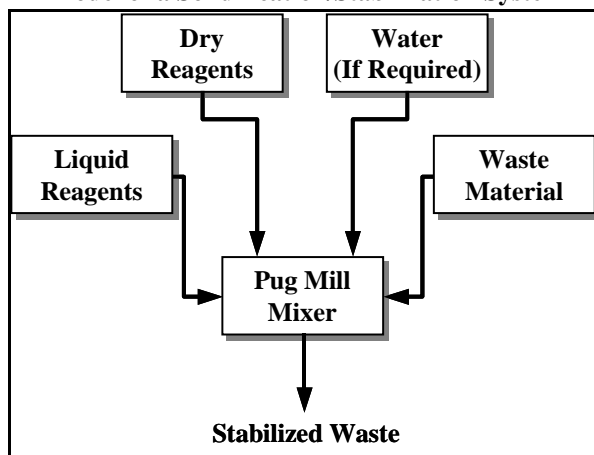 Dry
Reagents
Water
(If Required)
Liquid
Reagents
Waste
Material
Pug Mill
Mixer
Stabilized Waste